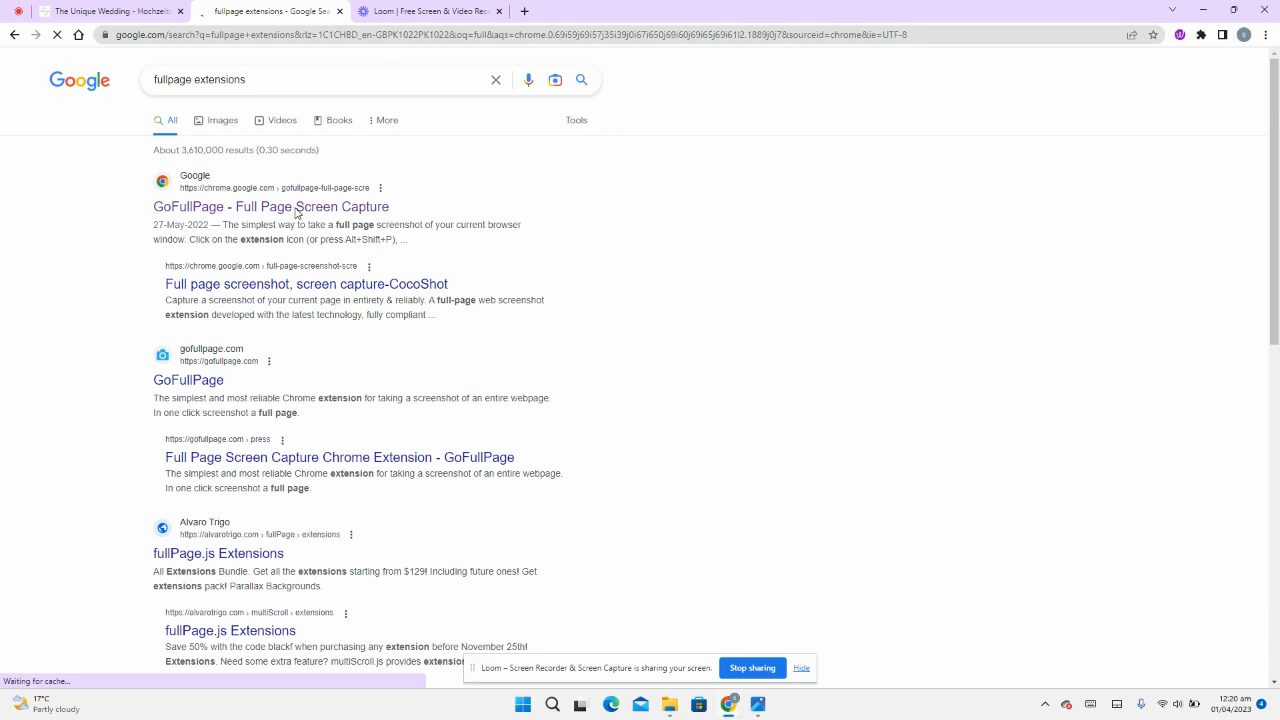 The Unique Wedding - Hochzeits
fullpage extensions - Google Sea
Loom | Free Screen & Video Rec
google.com/search?q=fullpage+extensions&rlz=1C1CHBD_en-GBPK1022PK1022&oq=full&aqs=chrome.0.69i59j69i57j35i39j0i67i650j69i60j69i65j69i61l2.1889j0j7&sourceid=chrome&ie=UTF-8
S
Google
fullpage extensions
All
Images
Videos
Books
More
Tools
About 3,610,000 results (0.30 seconds)
Google
https://chrome.google.com › gofullpage-full-page-scre
GoFullPage - Full Page Screen Capture
27-May-2022 — The simplest way to take a full page screenshot of your current browser
window. Click on the extension icon (or press Alt+Shift+P), ...
https://chrome.google.com › full-page-screenshot-scre
Full page screenshot, screen capture-CocoShot
Capture a screenshot of your current page in entirety & reliably. A full-page web screenshot
extension developed with the latest technology, fully compliant ...
gofullpage.com
https://gofullpage.com
GoFullPage
The simplest and most reliable Chrome extension for taking a screenshot of an entire webpage.
In one click screenshot a full page.
https://gofullpage.com › press
Full Page Screen Capture Chrome Extension - GoFullPage
The simplest and most reliable Chrome extension for taking a screenshot of an entire webpage.
In one click screenshot a full page.
Alvaro Trigo
https://alvarotrigo.com › fullPage › extensions
fullPage.js Extensions
All Extensions Bundle. Get all the extensions starting from $129! Including future ones! Get
extensions pack! Parallax Backgrounds.
https://alvarotrigo.com › multiScroll › extensions
fullPage.js Extensions
Save 50% with the code blackf when purchasing any extension before November 25th!
Extensions. Need some extra feature? multiScroll.js provides extensio
Loom – Screen Recorder & Screen Capture is sharing your screen.
Stop sharing
Hide
Waiting for cache...
17°C
Partly cloudy
12:20 am
01/04/2023
4